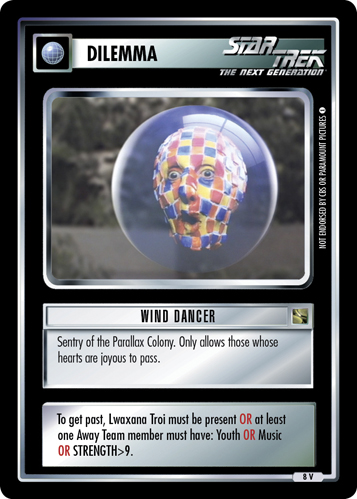 DILEMMA
STAR TREK
THE NEXT GENERATION
NOT ENDORSED BY CBS OR PARAMOUNT PICTURES
WIND DANCER
Sentry of the Parallax Colony. Only allows those whose
hearts are joyous to pass.
To get past, Lwaxana Troi must be present OR at least
one Away Team member must have: Youth OR Music
OR STRENGTH>9.
8 V